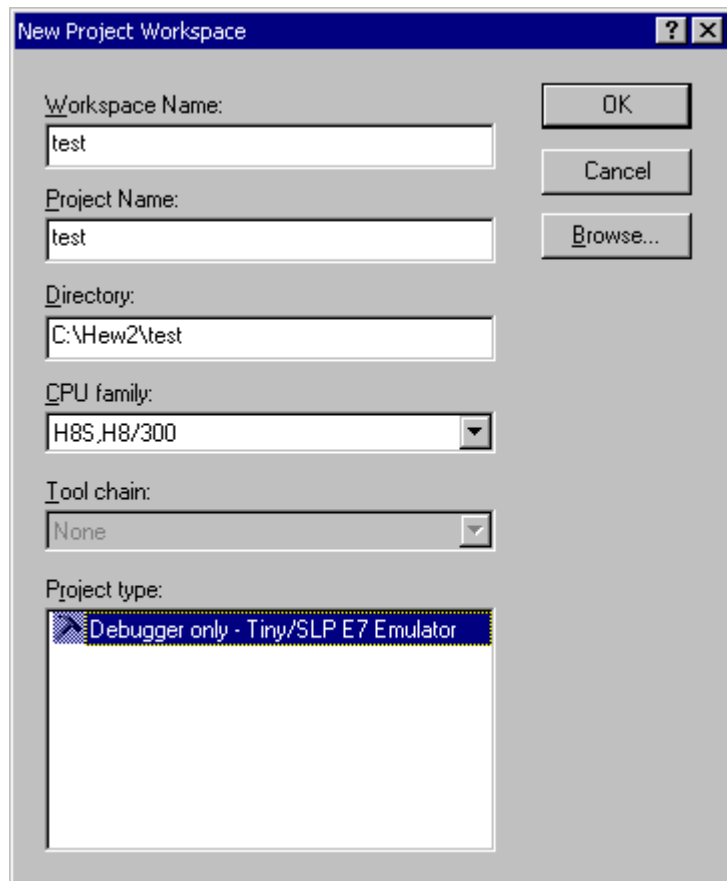 New Project Workspace
Workspace Name:
test
Project Name:
test
Directory:
C:\Hew2\test
CPU family:
H8S,H8/300
Tool chain:
None
Project type:
Debugger only - Tiny/SLP E7 Emulator
OK
Cancel
Browse...